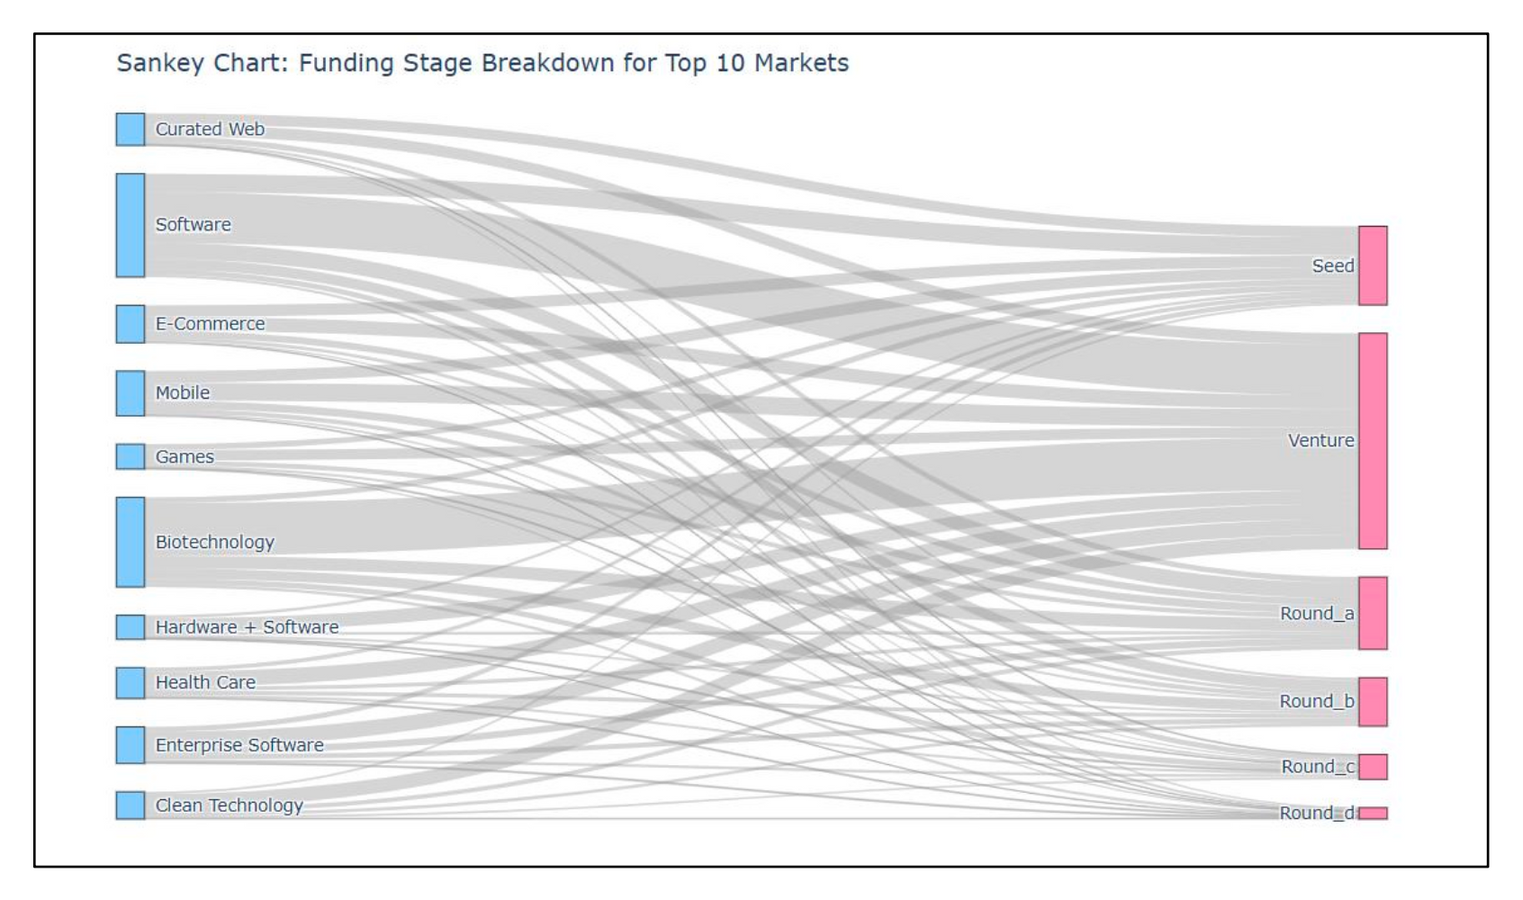 Sankey Chart: Funding Stage Breakdown for Top 10 Markets
Curated Web
Software
E-Commerce
Mobile
Games
Biotechnology
Hardware + Software
Health Care
Enterprise Software
Clean Technology
Seed
Venture
Round_a
Round_b
Round_c
Round_d